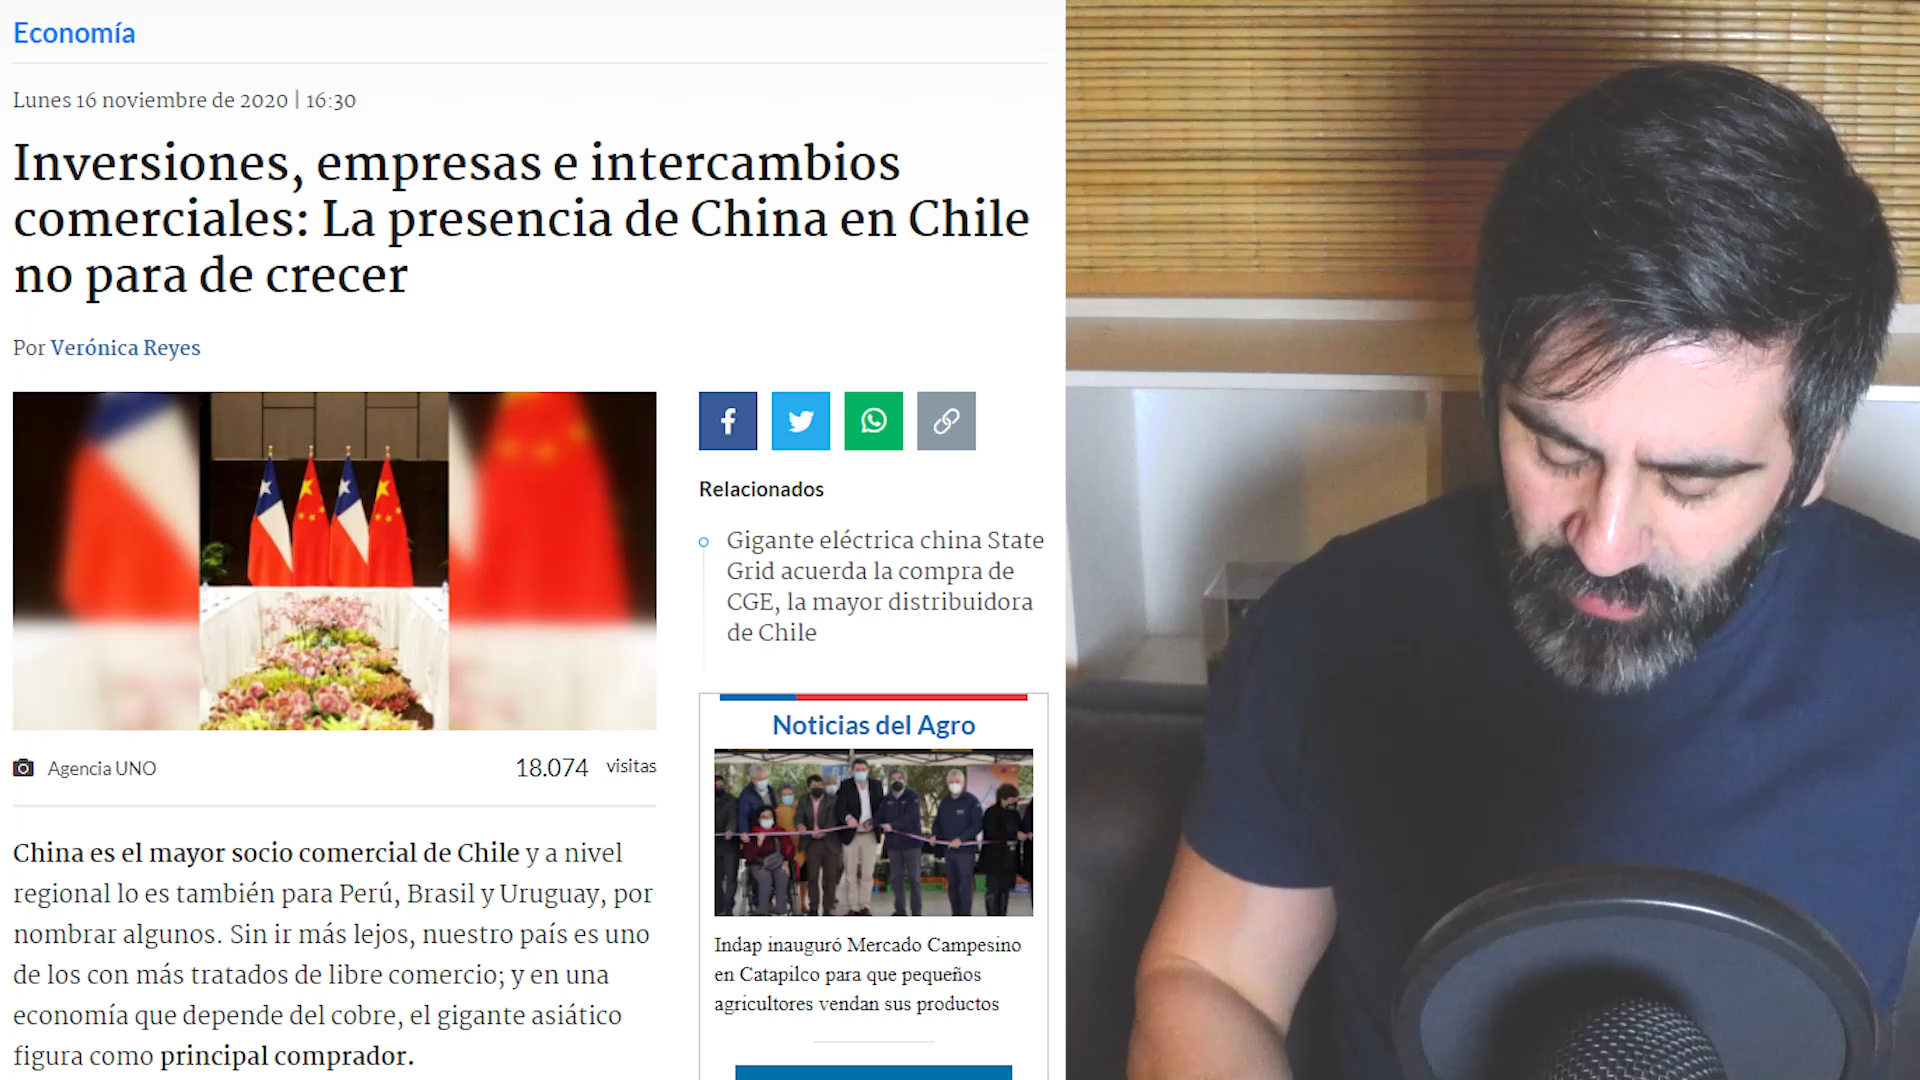 Economía
Lunes 16 noviembre de 2020 | 16:30
Inversiones, empresas e intercambios
comerciales: La presencia de China en Chile
no para de crecer
Por Verónica Reyes
Agencia UNO
18.074 visitas
China es el mayor socio comercial de Chile y a nivel
regional lo es también para Perú, Brasil y Uruguay, por
nombrar algunos. Sin ir más lejos, nuestro país es uno
de los con más tratados de libre comercio; y en una
economía que depende del cobre, el gigante asiático
figura como principal comprador.
Relacionados
Gigante eléctrica china State
Grid acuerda la compra de
CGE, la mayor distribuidora
de Chile
Noticias del Agro
Indap inauguró Mercado Campesino
en Catapilco para que pequeños
agricultores vendan sus productos